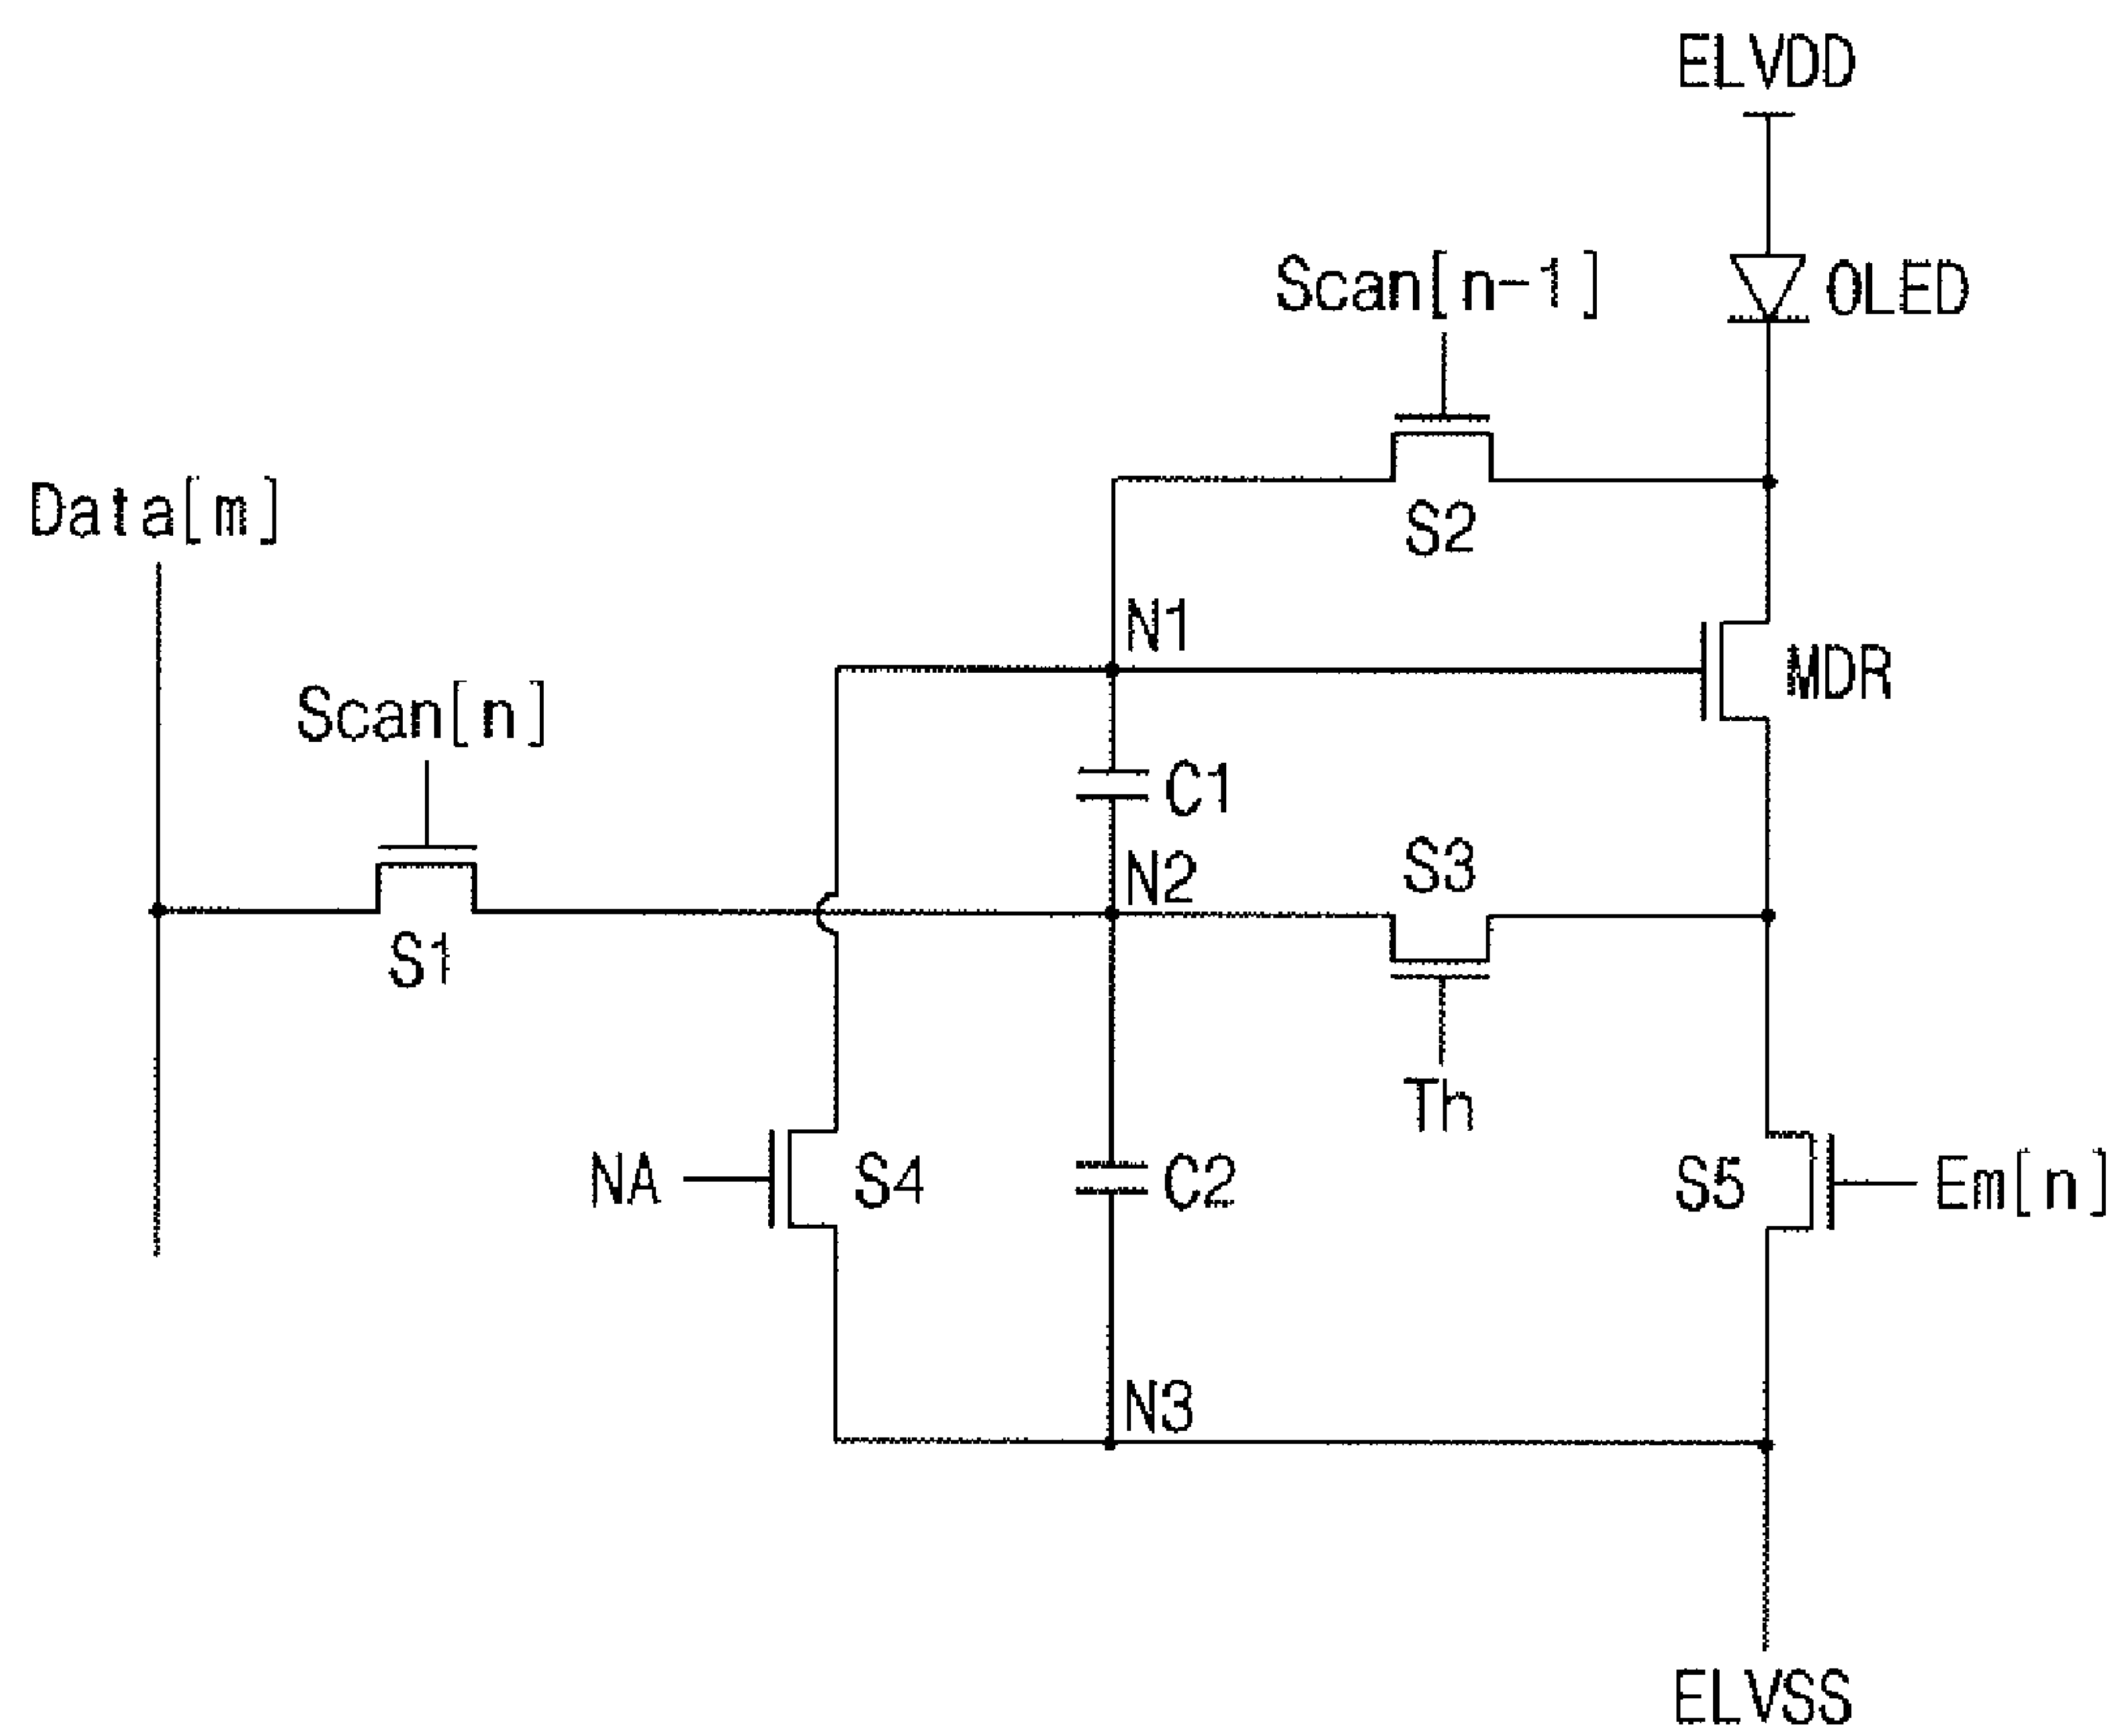 ELVDD
OLED
Scan[n-1]
S2
Data[m]
N1
MDR
Scan[n]
C1
S3
N2
S1
Th
NA
S4
C2
S5
Em[n]
N3
ELVSS